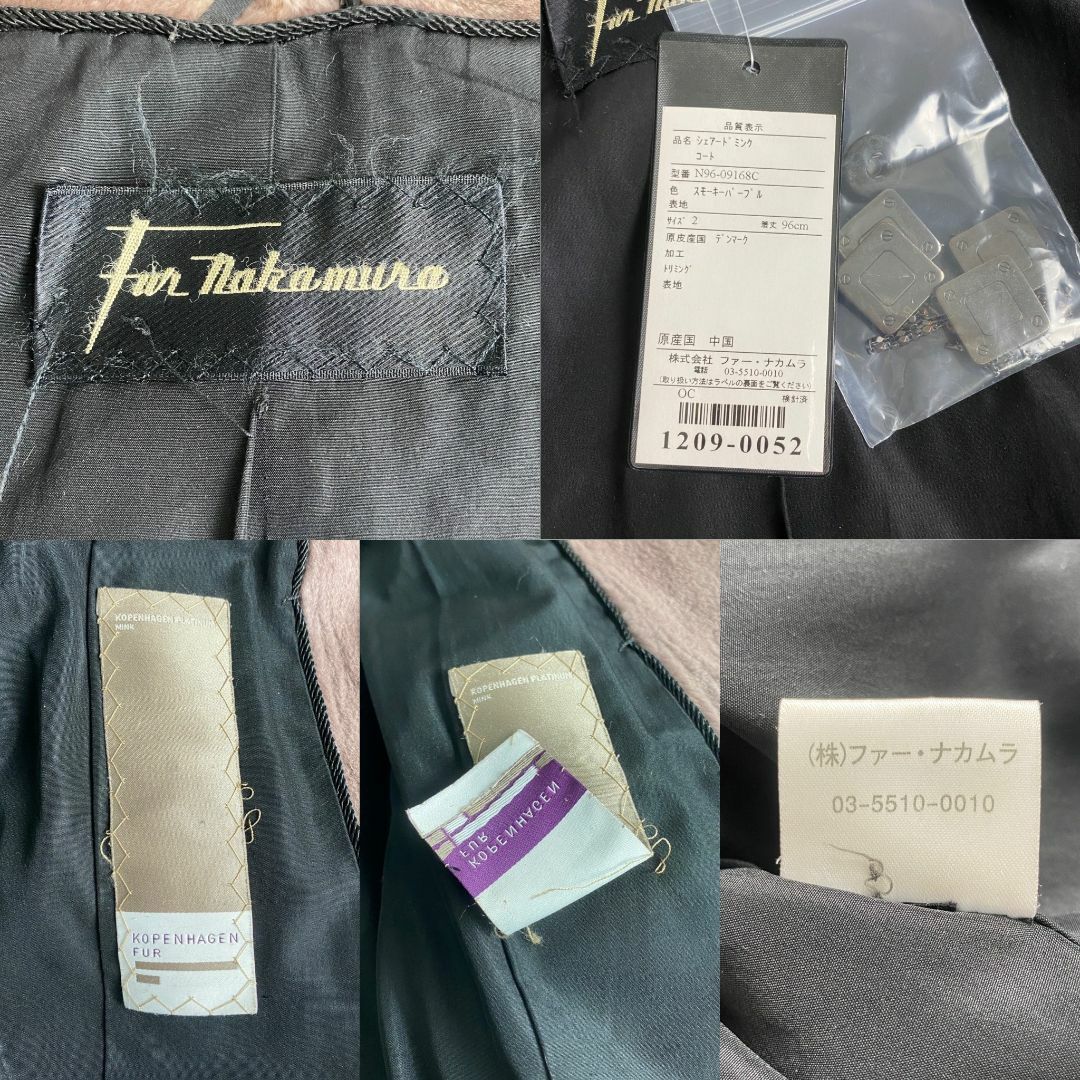 Fur Nakamura
Fur Nakamura
品質表示
品名 シェアードミンク
コート
型番 N96-09168C
色 スモーキーパープル
表地
サイズ 2 着丈 96cm
原皮産国 デンマーク
加工
トリミング
表地
原産国 中国
株式会社 ファー・ナカムラ
電話 03-5510-0010
(取り扱い方法はラベルの裏面をご覧ください)
OC 検針済
1209-0052
KOPENHAGEN PLATINUM
MINK
KOPENHAGEN
FUR
KOPENHAGEN PLATINUM
MINK
KOPENHAGEN
FUR
(株)ファー・ナカムラ
03-5510-0010